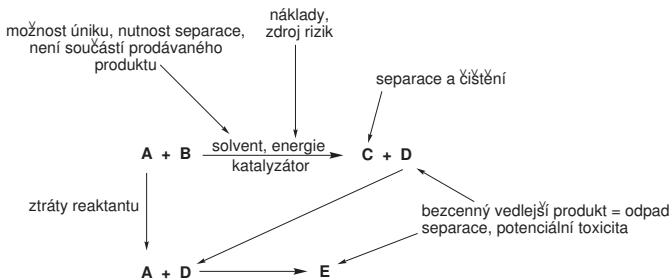 možnost úniku, nutnost separace,
není součástí prodávaného
produktu
náklady,
zdroj rizik
separace a čištění
A + B
solvent, energie
katalyzátor
C + D
ztráty reaktantu
bezcenný vedlejší produkt = odpad
separace, potenciální toxicita
A + D
E